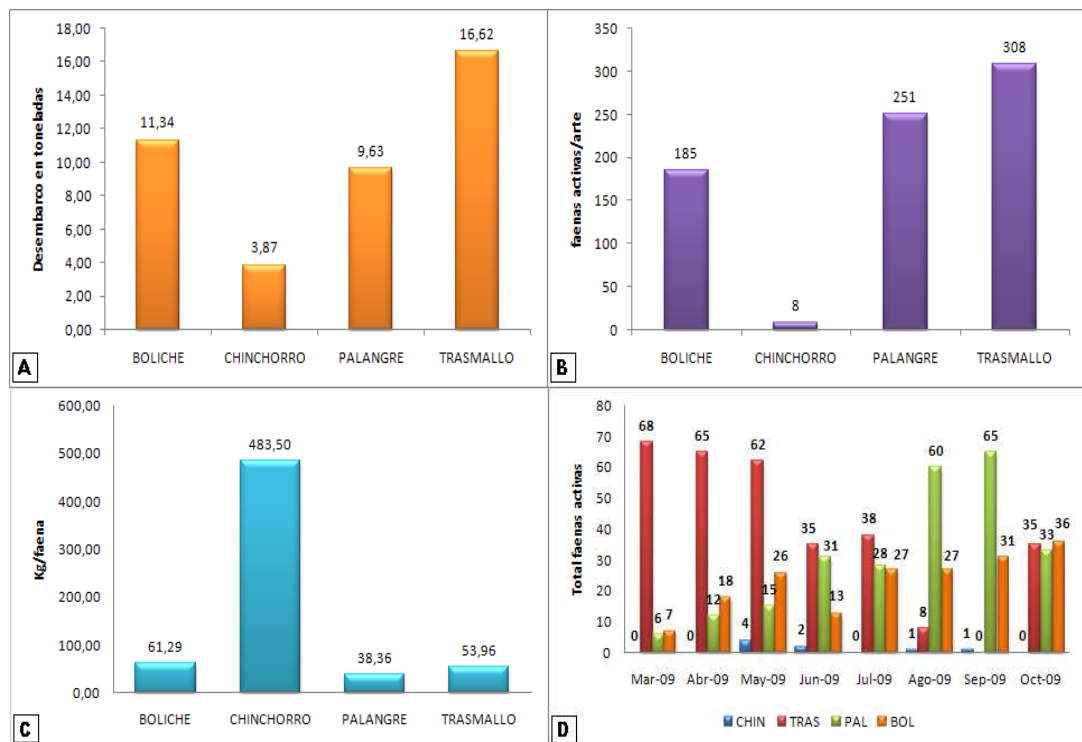 Desembarco en toneladas
18,00
16,00
14,00
12,00
10,00
8,00
6,00
4,00
2,00
0,00
11,34
3,87
9,63
16,62
BOLICHE CHINCHORRO PALANGRE TRASMALLO
A
faenas activas/arte
350
300
250
200
150
100
50
0
185
8
251
308
BOLICHE CHINCHORRO PALANGRE TRASMALLO
B
Kg/faena
600,00
500,00
400,00
300,00
200,00
100,00
0,00
61,29
483,50
38,36
53,96
BOLICHE CHINCHORRO PALANGRE TRASMALLO
C
Total faenas activas
80
70
60
50
40
30
20
10
0
0 68 6 7
0 65 12 18
4 62 15 26
2 35 31 13
0 38 28 27
1 8 60 27
1 0 65 31
0 35 33 36
Mar-09 Abr-09 May-09 Jun-09 Jul-09 Ago-09 Sep-09 Oct-09
CHIN TRAS PAL BOL
D